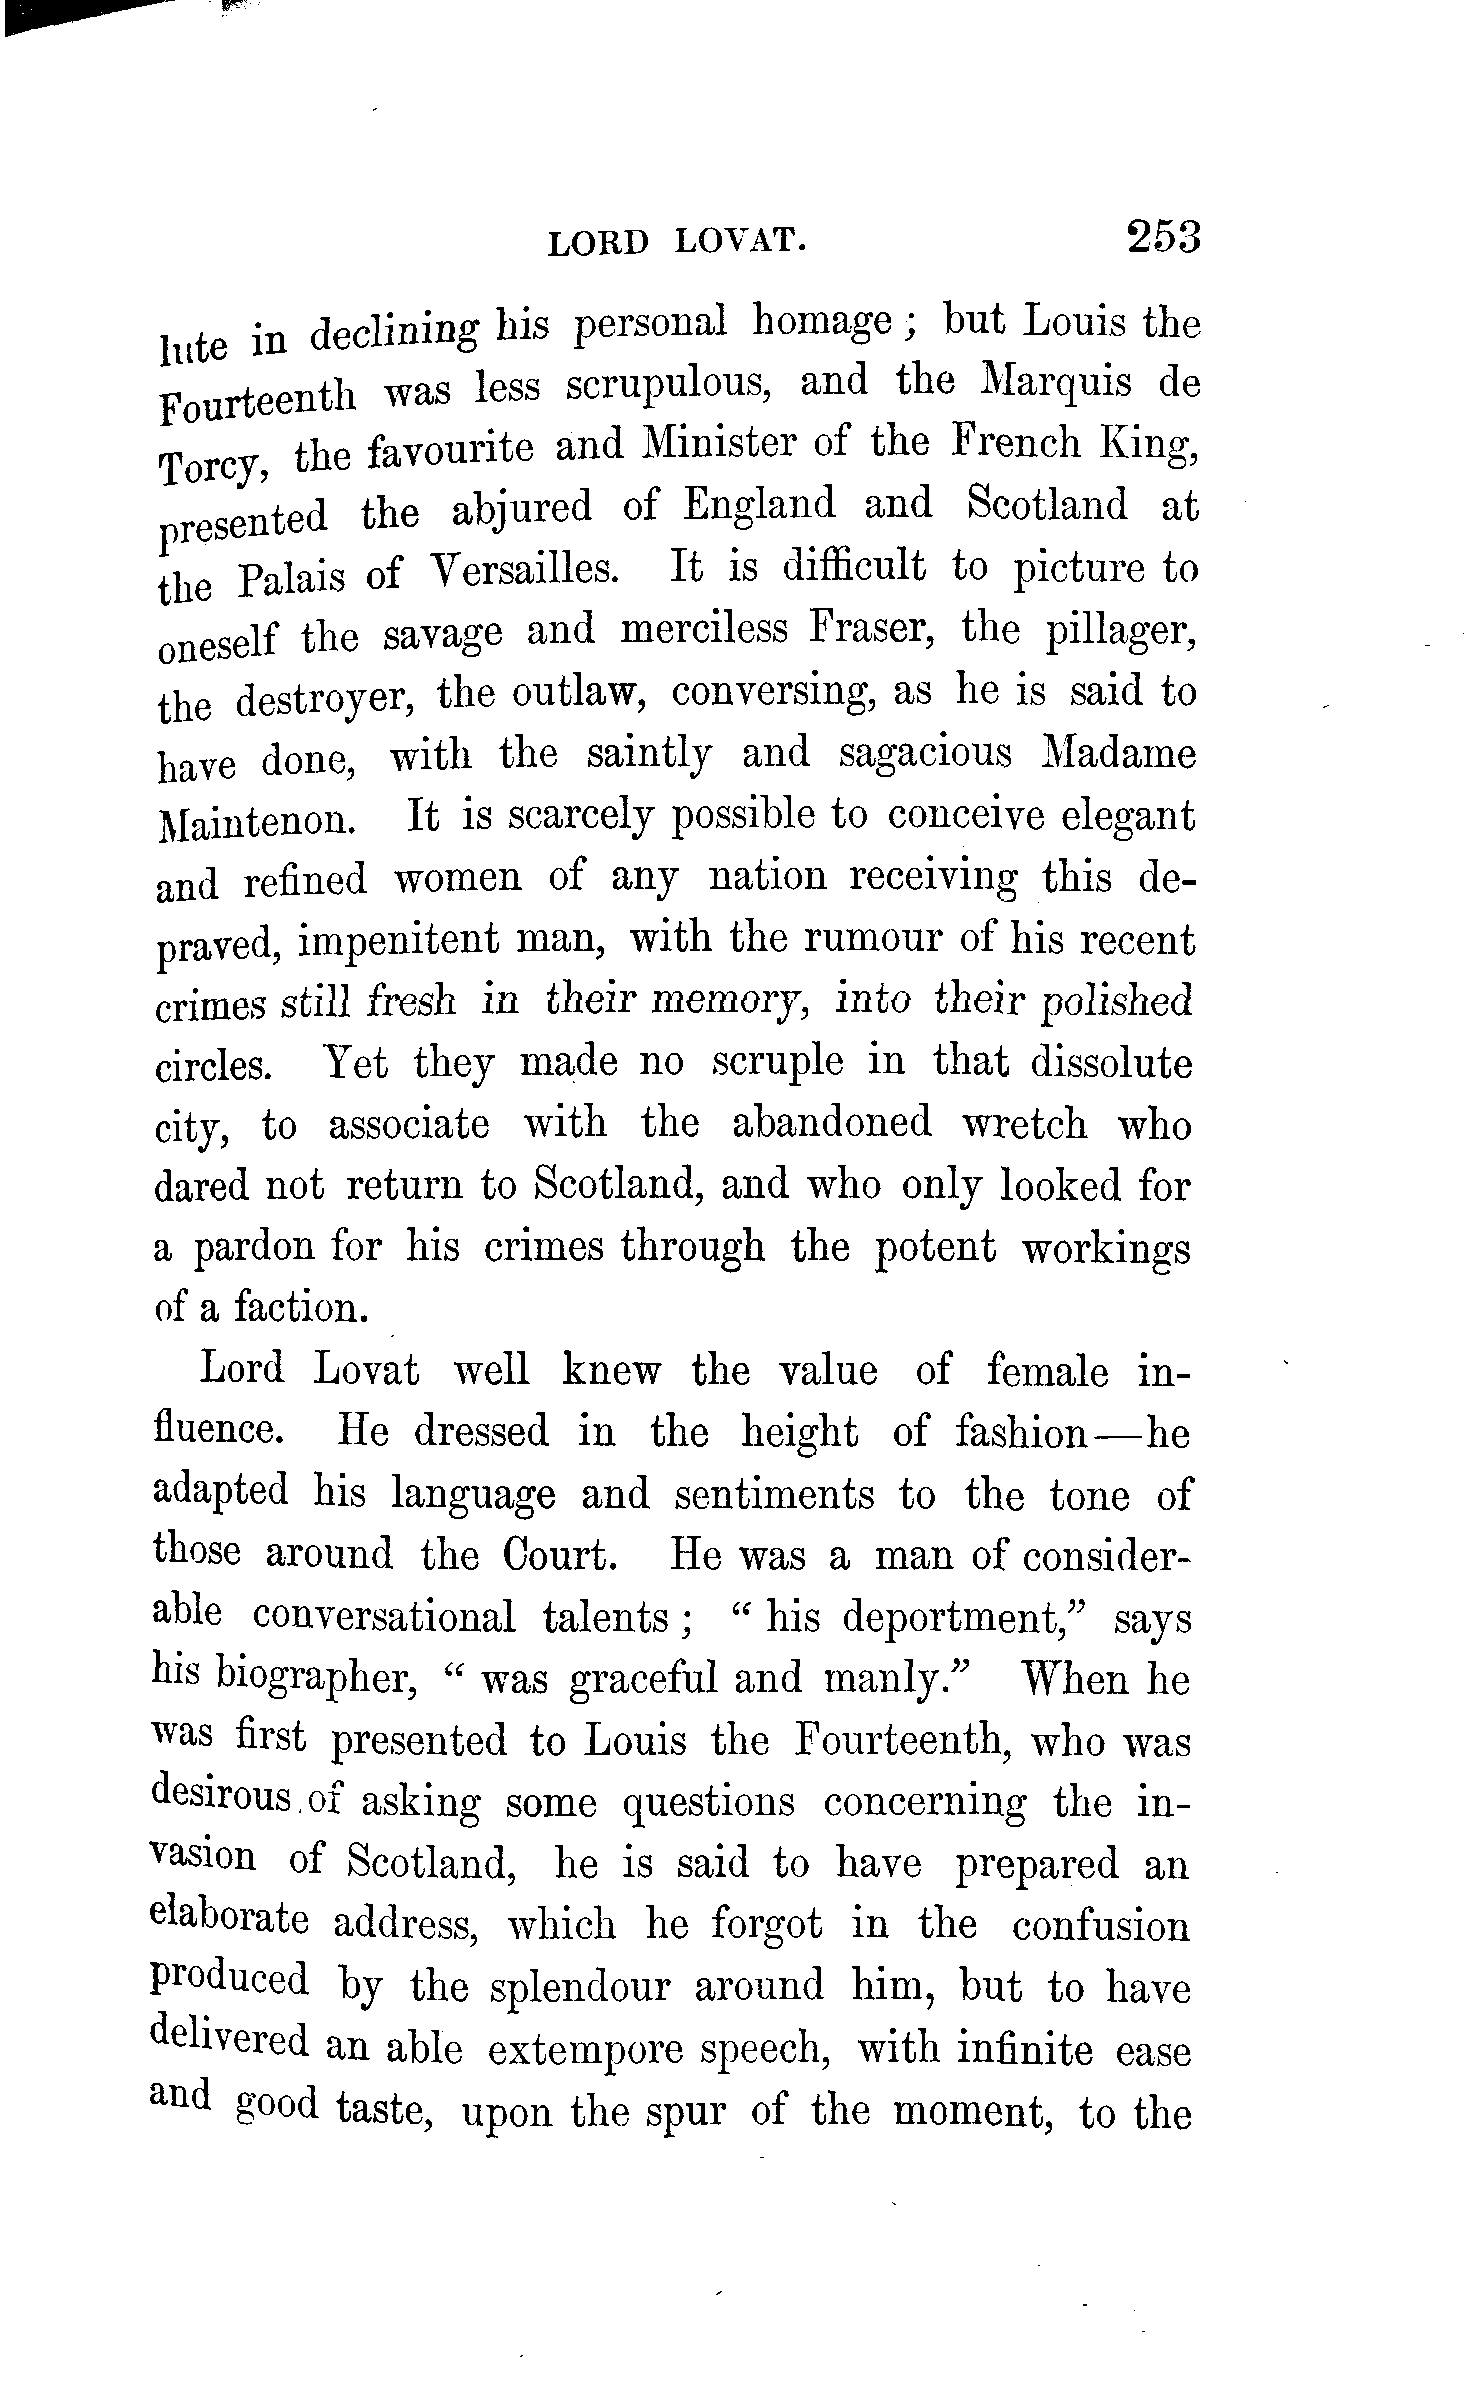 LORD LOVAT. 253
lute in declining his personal homage ; but Louis the
Fourteenth was less scrupulous, and the Marquis de
Torcy, the favourite and Minister of the French King,
presented the abjured of England and Scotland at
the Palais of Versailles. It is difficult to picture to
oneself the savage and merciless Fraser, the pillager,
the destroyer, the outlaw, conversing, as he is said to
have done, with the saintly and sagacious Madame
Maintenon. It is scarcely possible to conceive elegant
and refined women of any nation receiving this de-
praved, impenitent man, with the rumour of his recent
crimes still fresh in their memory, into their polished
circles. Yet they made no scruple in that dissolute
city, to associate with the abandoned wretch who
dared not return to Scotland, and who only looked for
a pardon for his crimes through the potent workings
of a faction.
Lord Lovat well knew the value of female in-
fluence. He dressed in the height of fashion—he
adapted his language and sentiments to the tone of
those around the Court. He was a man of consider-
able conversational talents ; “ his deportment,” says
his biographer, “ was graceful and manly.” When he
was first presented to Louis the Fourteenth, who was
desirous of asking some questions concerning the in-
vasion of Scotland, he is said to have prepared an
elaborate address, which he forgot in the confusion
produced by the splendour around him, but to have
delivered an able extempore speech, with infinite ease
and good taste, upon the spur of the moment, to the